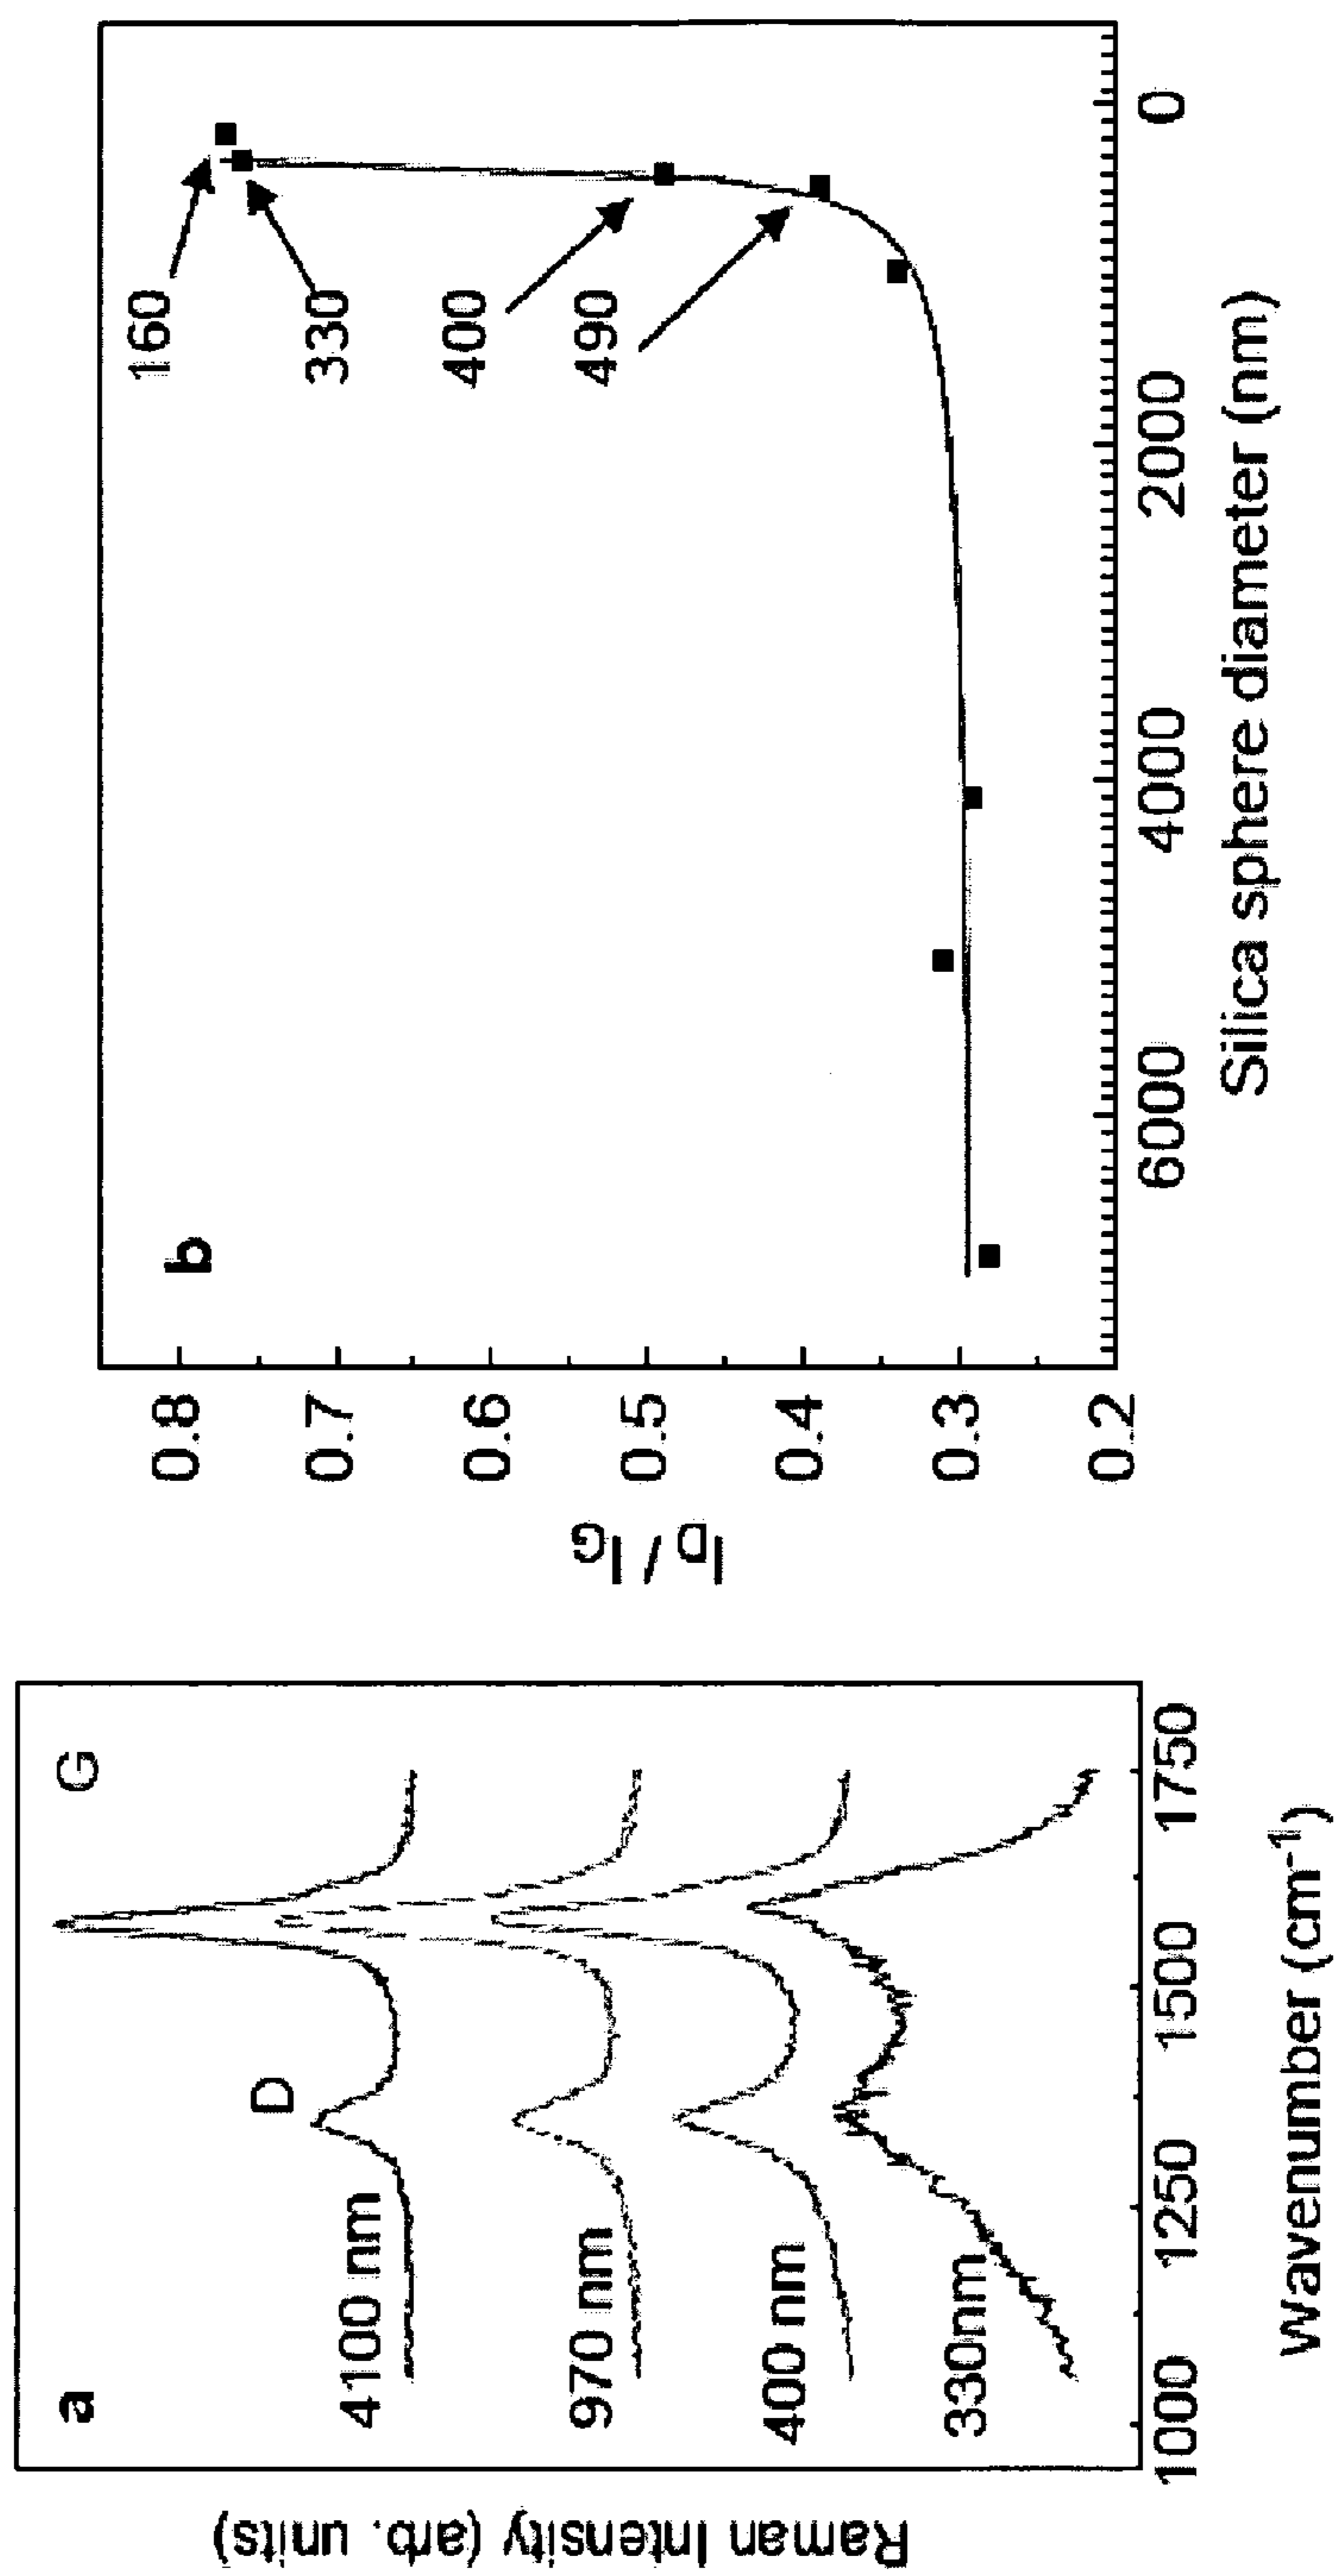 a
G
D
4100 nm
970 nm
400 nm
330nm
Raman Intensity (arb. units)
1000 1250 1500 1750
Wavenumber (cm⁻¹)
b
160
330
400
490
0.8
0.7
0.6
0.5
0.4
0.3
0.2
I_D / I_G
6000 4000 2000 0
Silica sphere diameter (nm)